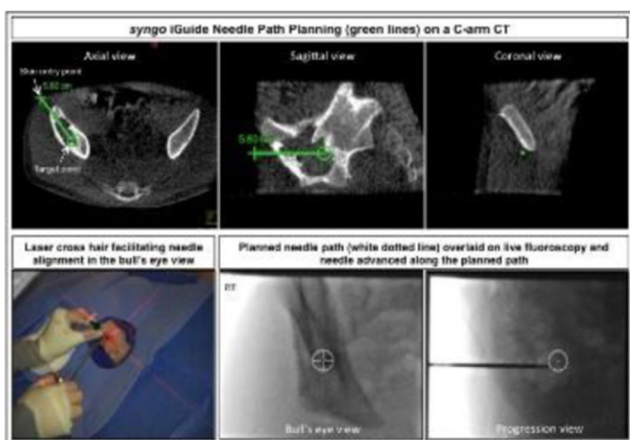 syngo iGuide Needle Path Planning (green lines) on a C-arm CT
Axial view
Sagittal view
Coronal view
Skin entry point
5.80 cm
Target point
5.80 cm
Laser cross hair facilitating needle
alignment in the bull's eye view
Planned needle path (white dotted line) overlaid on live fluoroscopy and
needle advanced along the planned path
RT
Bull's eye view
Progression view